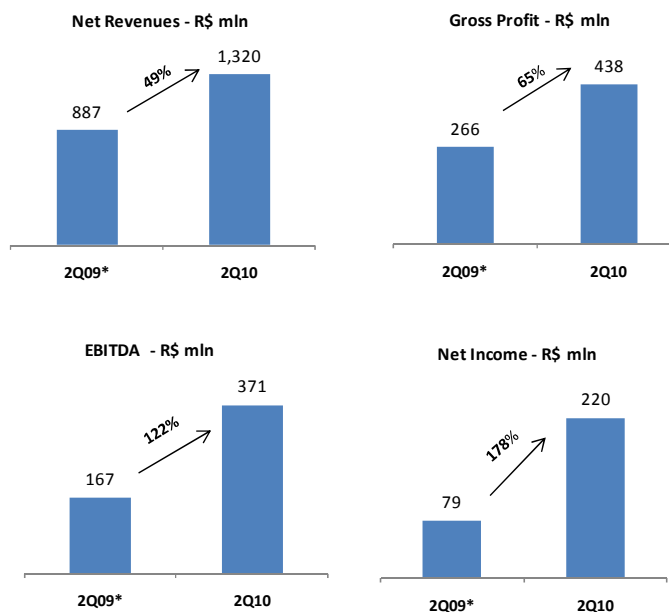 Net Revenues - R$ mln
1,320
49%
887
2Q09*
2Q10
Gross Profit - R$ mln
438
65%
266
2Q09*
2Q10
EBITDA - R$ mln
371
122%
167
2Q09*
2Q10
Net Income - R$ mln
220
178%
79
2Q09*
2Q10